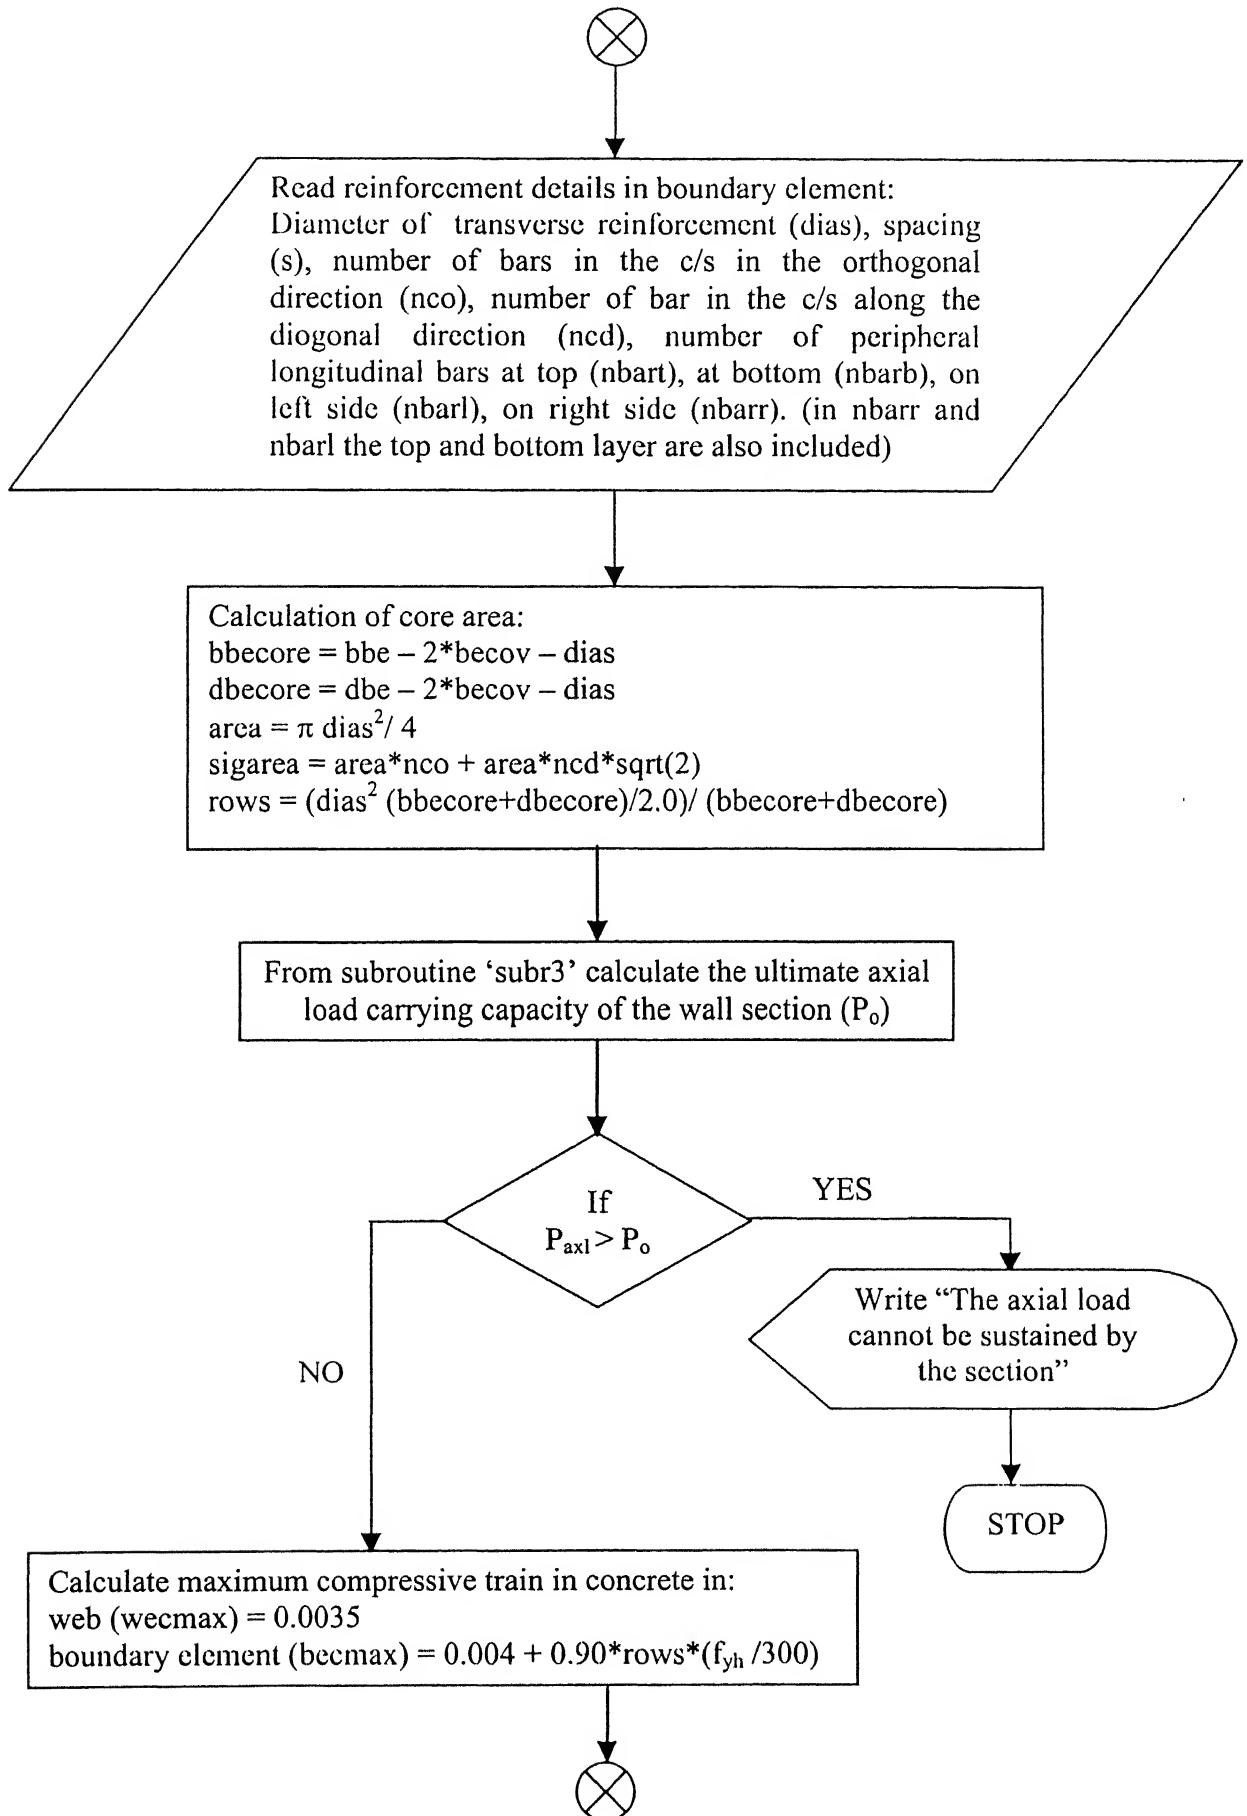 Read reinforcement details in boundary element:
Diameter of transverse reinforcement (dias), spacing
(s), number of bars in the c/s in the orthogonal
direction (nco), number of bar in the c/s along the
diogonal direction (ncd), number of peripheral
longitudinal bars at top (nbart), at bottom (nbarb), on
left side (nbarl), on right side (nbarr). (in nbarr and
nbarl the top and bottom layer are also included)
Calculation of core area:
bbecore = bbe – 2*becov – dias
dbecore = dbe – 2*becov – dias
area = π dias²/ 4
sigarea = area*nco + area*ncd*sqrt(2)
rows = (dias² (bbecore+dbecore)/2.0)/ (bbecore+dbecore)
From subroutine ‘subr3’ calculate the ultimate axial
load carrying capacity of the wall section (Pₒ)
If
Pₐₓₗ > Pₒ
YES
Write “The axial load
cannot be sustained by
the section”
NO
STOP
Calculate maximum compressive train in concrete in:
web (wecmax) = 0.0035
boundary element (becmax) = 0.004 + 0.90*rows*(fyh /300)